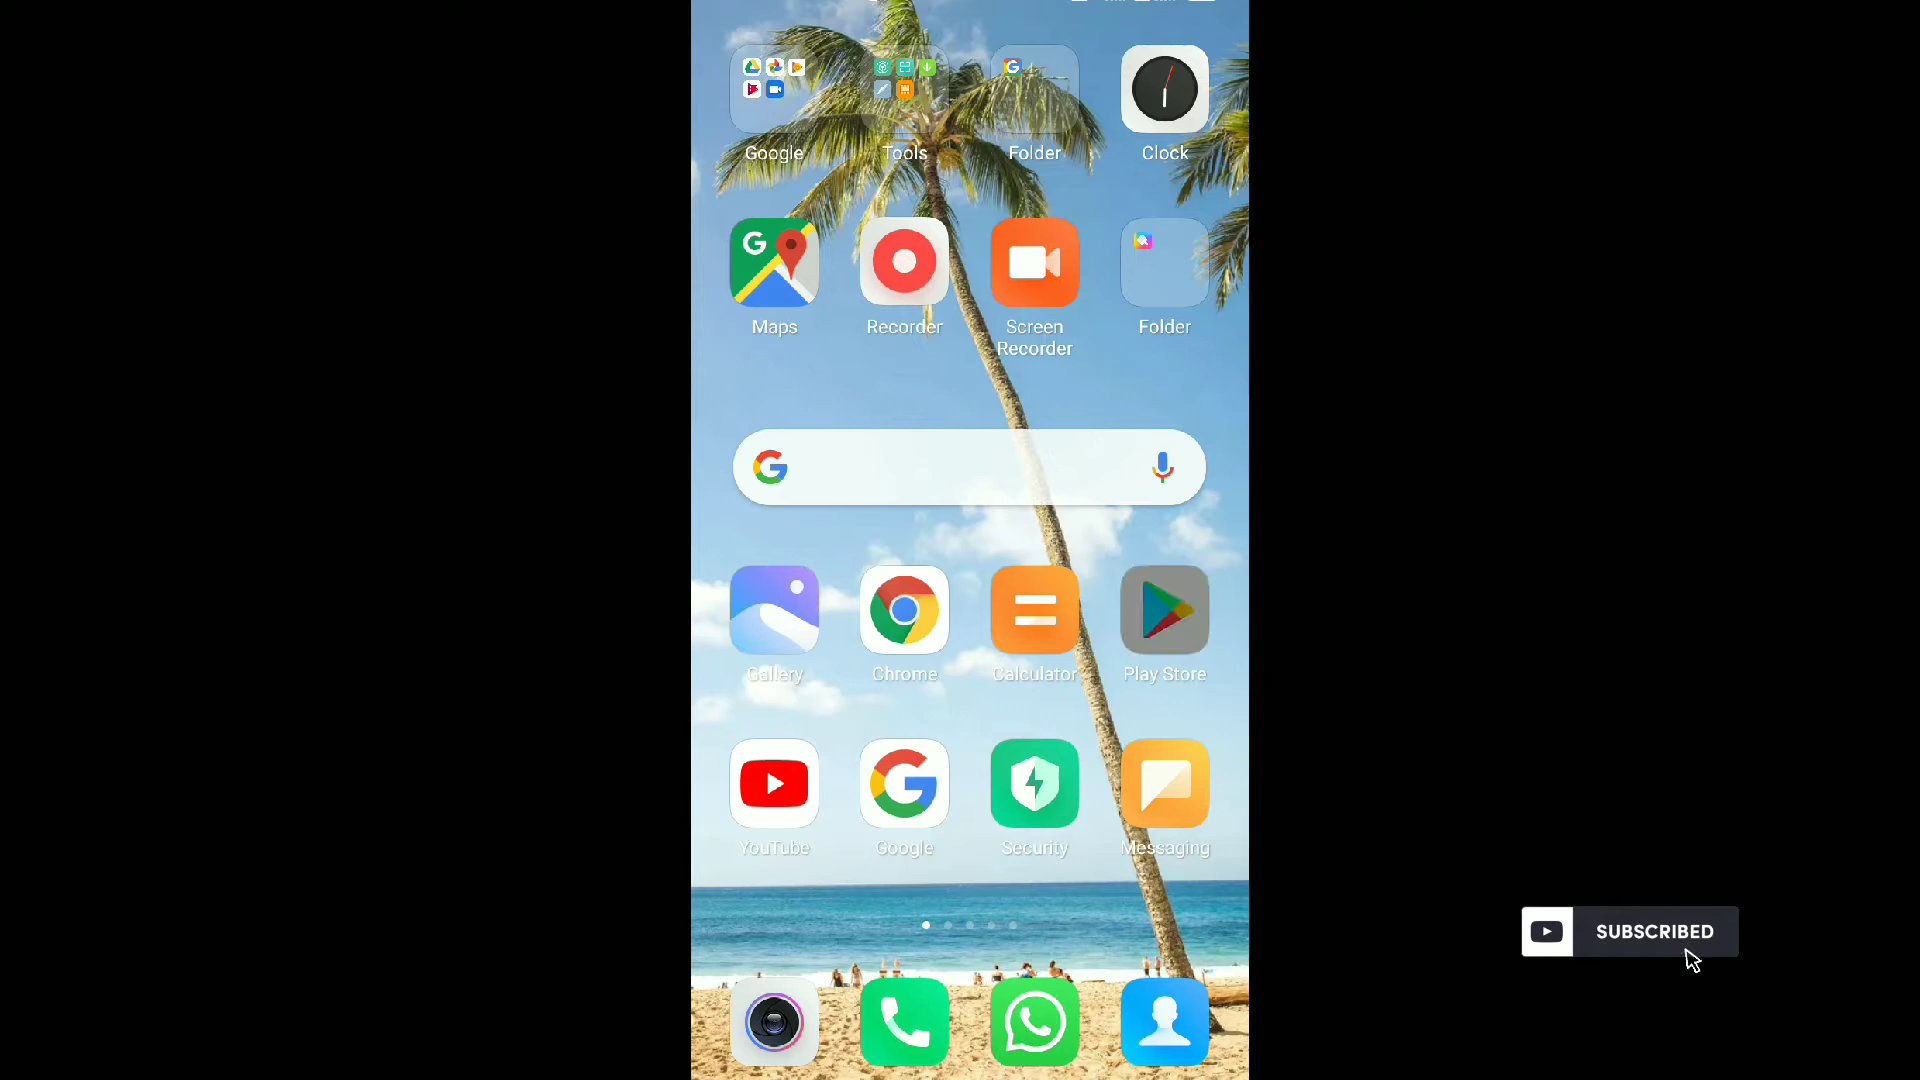 Google Tools Folder Clock
Maps Recorder Screen Recorder Folder
Gallery Chrome Calculator Play Store
YouTube Google Security Messaging
SUBSCRIBED